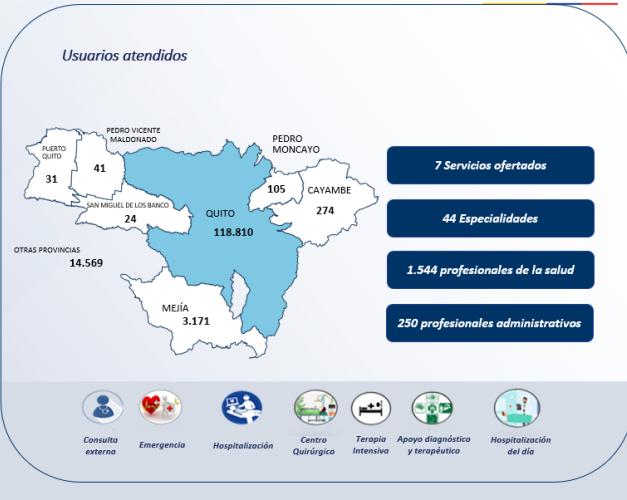 Usuarios atendidos
PEDRO VICENTE
MALDONADO
PEDRO
MONCAYO
PUERTO
QUITO
31
41
SAN MIGUEL DE LOS BANCO
24
QUITO
118.810
105
CAYAMBE
274
OTRAS PROVINCIAS
14.569
MEJÍA
3.171
7 Servicios ofertados
44 Especialidades
1.544 profesionales de la salud
250 profesionales administrativos
Consulta
externa
Emergencia
Hospitalización
Centro
Quirúrgico
Terapia
Intensiva
Apoyo diagnóstico
y terapéutico
Hospitalización
del día